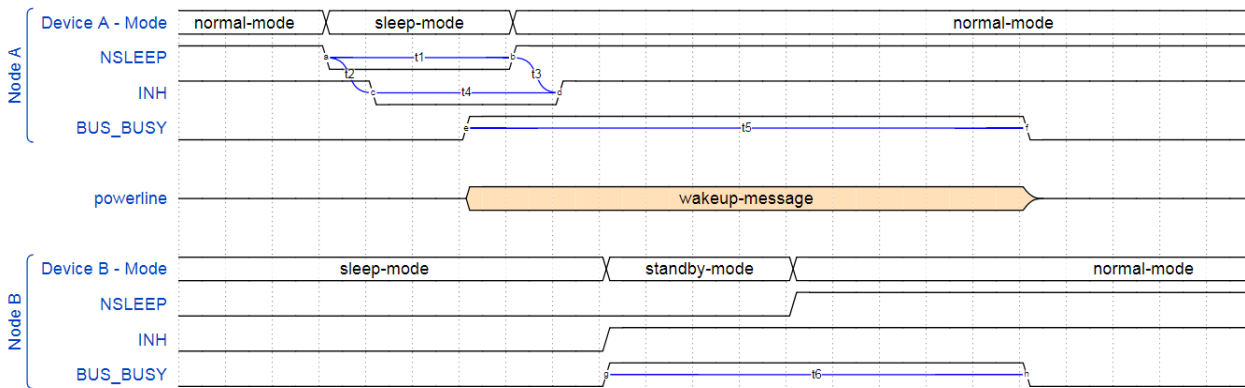 Node A
Device A - Mode normal-mode sleep-mode normal-mode
NSLEEP a t1 b
t2 t3
INH c t4 d
BUS_BUSY e t5 f
powerline wakeup-message
Node B
Device B - Mode sleep-mode standby-mode normal-mode
NSLEEP
INH
BUS_BUSY g t6 h